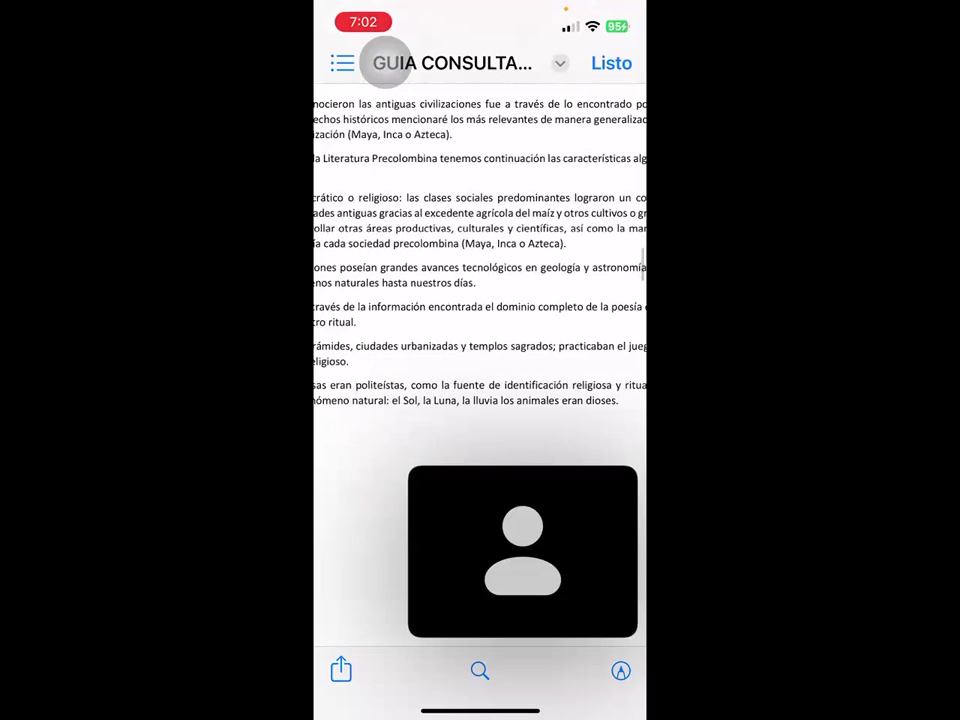 7:02
95
GUIA CONSULTA...
Listo
nocieron las antiguas civilizaciones fue a través de lo encontrado po
echos históricos mencionaré los más relevantes de manera generalizad
ización (Maya, Inca o Azteca).
la Literatura Precolombina tenemos continuación las características alg
crático o religioso: las clases sociales predominantes lograron un co
ades antiguas gracias al excedente agrícola del maíz y otros cultivos o gr
ollar otras áreas productivas, culturales y científicas, así como la mar
ía cada sociedad precolombina (Maya, Inca o Azteca).
ones poseían grandes avances tecnológicos en geología y astronomía
enos naturales hasta nuestros días.
través de la información encontrada el dominio completo de la poesía
tro ritual.
rámides, ciudades urbanizadas y templos sagrados; practicaban el jueg
eligioso.
sas eran politeístas, como la fuente de identificación religiosa y ritua
nómeno natural: el Sol, la Luna, la lluvia los animales eran dioses.